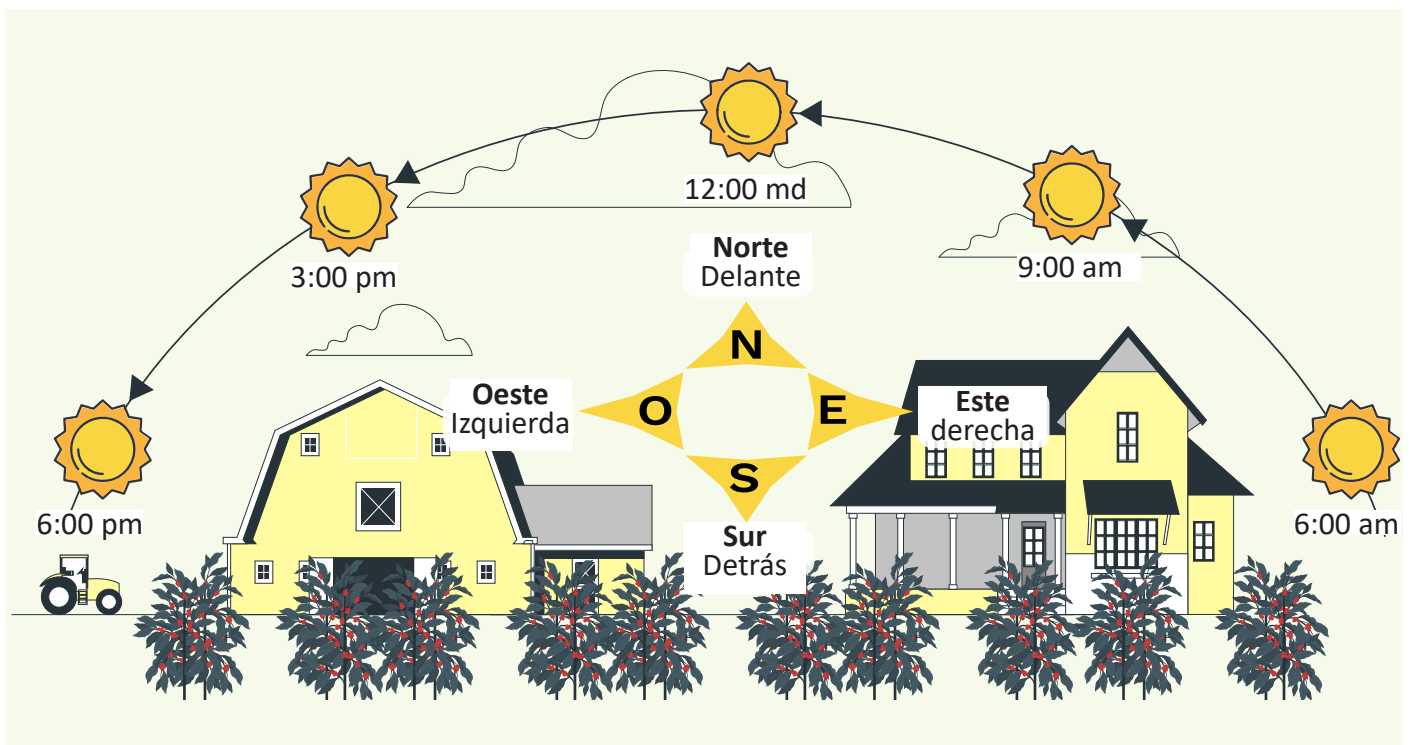 12:00 md
3:00 pm
9:00 am
Norte
Delante
N
Oeste
Izquierda
O
E
Este
derecha
S
Sur
Detrás
6:00 pm
6:00 am